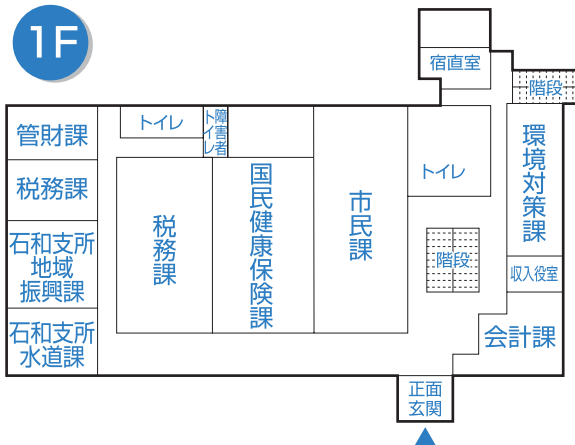 1F
宿直室
階段
トイレ
障害者
トイレ
管財課
税務課
石和支所
地域
振興課
石和支所
水道課
税務課
国民健康保険課
市民課
トイレ
階段
環境対策課
収入役室
会計課
正面
玄関